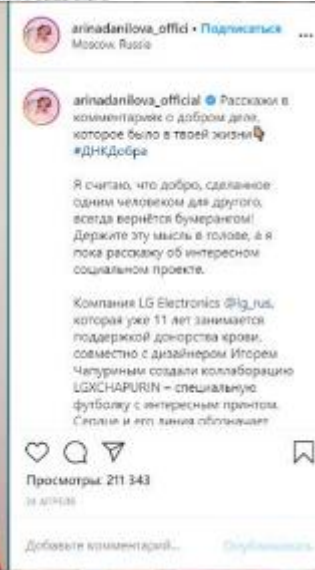 arinadanilova_offici • Подписаться
Moscow, Russia
arinadanilova_official Расскажи в
комментариях о добром деле,
которое было в твоей жизни
#ДНКДобра
Я считаю, что добро, сделанное
одним человеком для другого,
всегда вернётся бумерангом!
Держите эту мысль в голове, а я
пока расскажу об интересном
социальном проекте.
Компания LG Electronics @lg_rus,
которая уже 11 лет занимается
поддержкой донорства крови,
совместно с дизайнером Игорем
Чапуриным создали коллаборацию
LGXCHAPURIN – специальную
футболку с интересным принтом.
Сердце и его линия обозначает
Просмотры: 211 343
АПРЕЛЯ
Добавьте комментарий...
Опубликовать